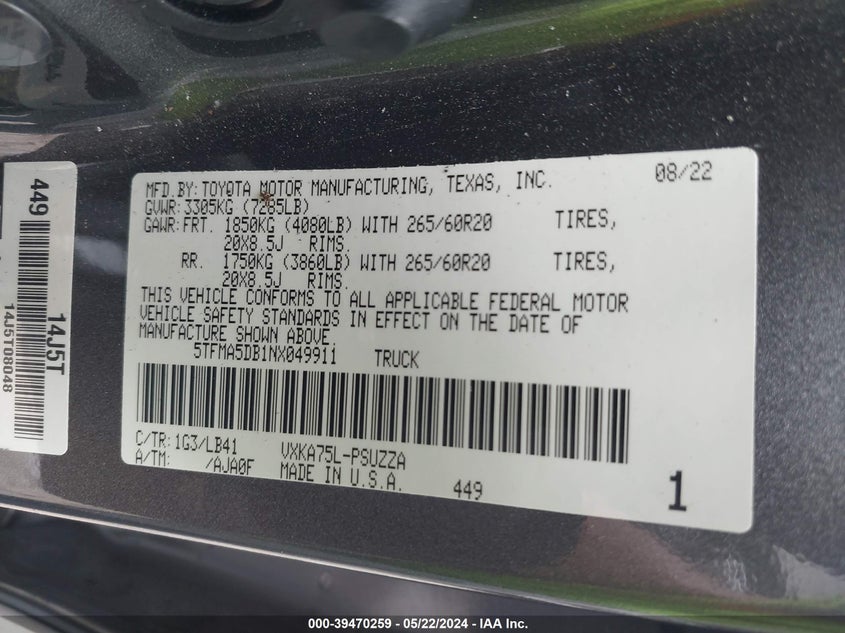 MFD.BY: TOYOTA MOTOR MANUFACTURING, TEXAS, INC. 08/22
GVWR: 3305KG (7285LB)
GAWR: FRT. 1850KG (4080LB) WITH 265/60R20 TIRES,
20X8.5J RIMS.
RR. 1750KG (3860LB) WITH 265/60R20 TIRES,
20X8.5J RIMS.
THIS VEHICLE CONFORMS TO ALL APPLICABLE FEDERAL MOTOR
VEHICLE SAFETY STANDARDS IN EFFECT ON THE DATE OF
MANUFACTURE SHOWN ABOVE.
5TFMA5DB1NX049911 TRUCK
C/TR: 1G3/LB41 VXKA75L-PSUZZA
A/TM: /AJA0F MADE IN U.S.A. 449 1
449 14J5T
14J5T08048
000-39470259 - 05/22/2024 - IAA Inc.